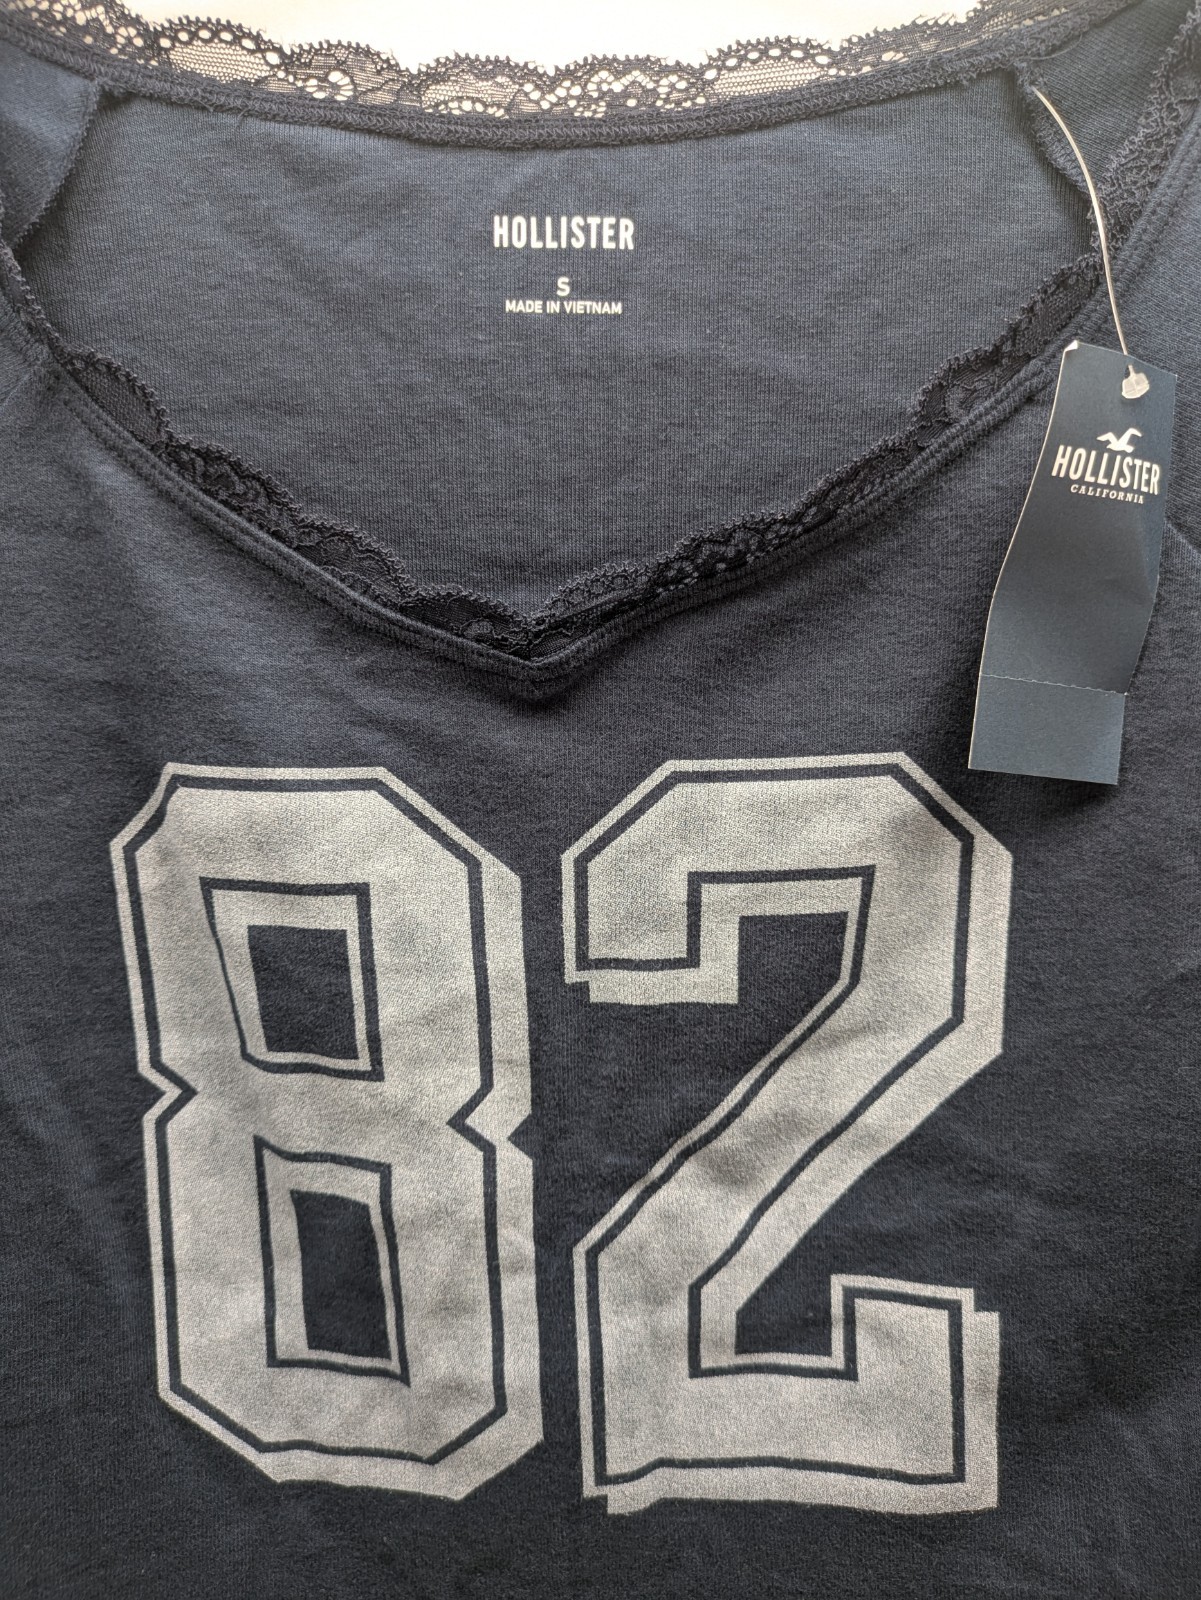 HOLLISTER
S
MADE IN VIETNAM
HOLLISTER
CALIFORNIA
82